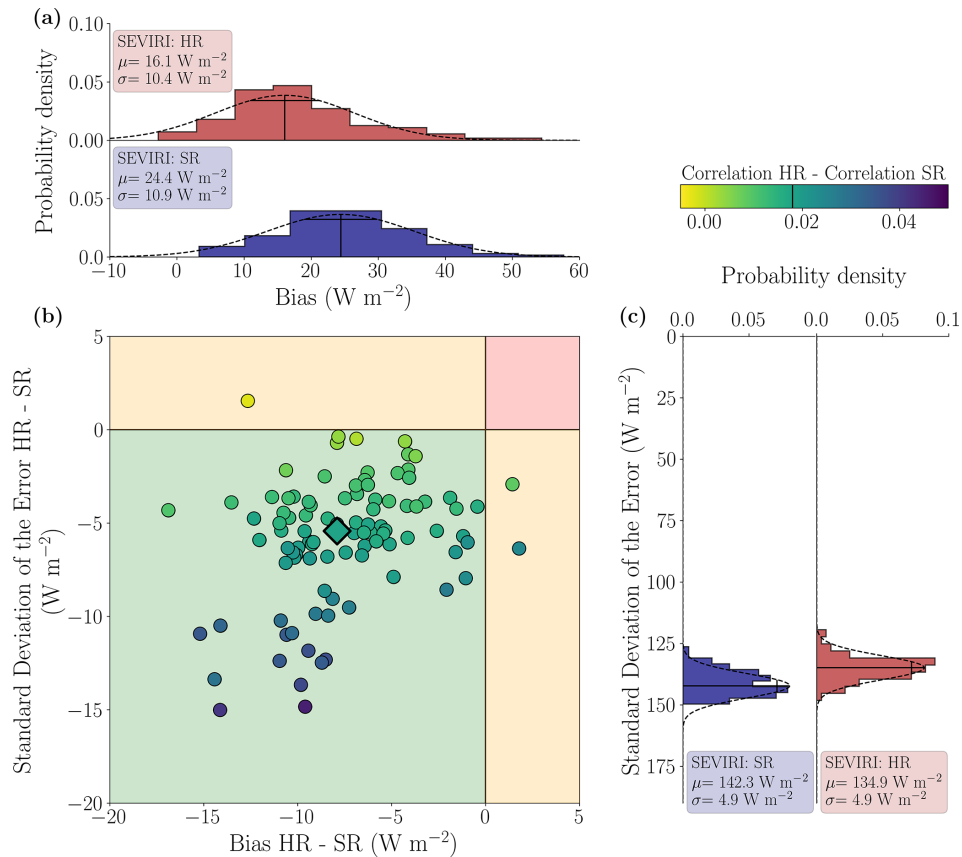 (a)
0.10
0.05
0.00
Probability density
SEVIRI: HR
μ= 16.1 W m⁻²
σ= 10.4 W m⁻²
0.05
0.0
SEVIRI: SR
μ= 24.4 W m⁻²
σ= 10.9 W m⁻²
−10 0 10 20 30 40 50 60
Bias (W m⁻²)
Correlation HR - Correlation SR
0.00 0.02 0.04
(b)
5
0
−5
−10
−15
−20
Standard Deviation of the Error HR - SR
(W m⁻²)
−20 −15 −10 −5 0 5
Bias HR - SR (W m⁻²)
Probability density
(c)
0.0 0.05 0.0 0.05 0.1
0
25
50
75
100
125
150
175
Standard Deviation of the Error (W m⁻²)
SEVIRI: SR
μ= 142.3 W m⁻²
σ= 4.9 W m⁻²
SEVIRI: HR
μ= 134.9 W m⁻²
σ= 4.9 W m⁻²